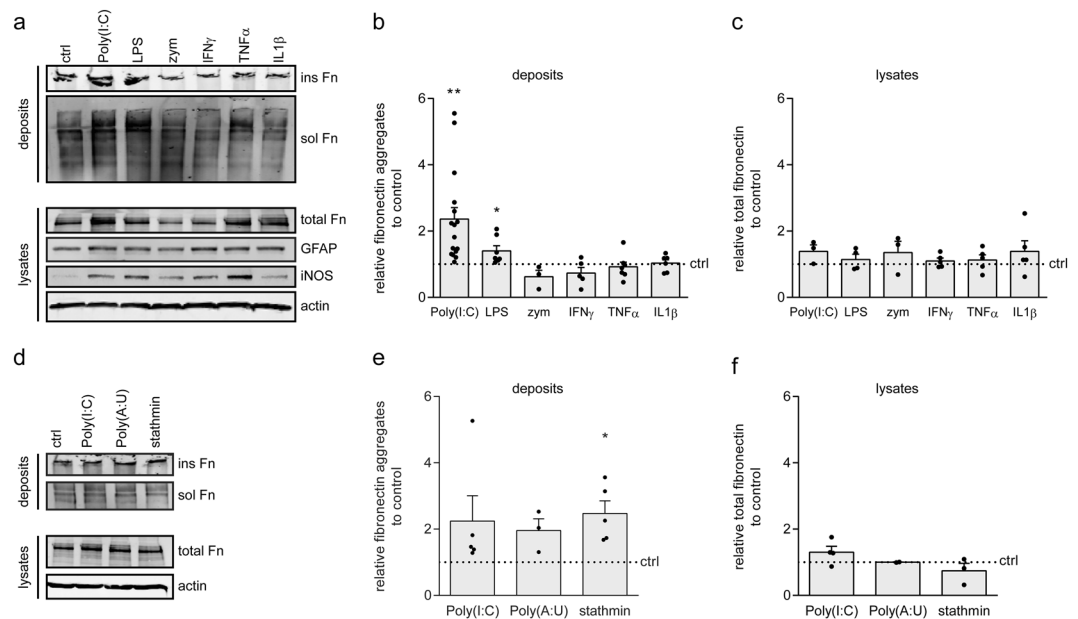 a
ctrl
Poly(I:C)
LPS
zym
IFNγ
TNFα
IL1β
deposits
ins Fn
sol Fn
lysates
total Fn
GFAP
iNOS
actin
b
deposits
relative fibronectin aggregates
to control
6
4
2
0
**
*
ctrl
Poly(I:C) LPS zym IFNγ TNFα IL1β
c
lysates
relative total fibronectin
to control
6
4
2
0
ctrl
Poly(I:C) LPS zym IFNγ TNFα IL1β
d
ctrl
Poly(I:C)
Poly(A:U)
stathmin
deposits
ins Fn
sol Fn
lysates
total Fn
actin
e
deposits
relative fibronectin aggregates
to control
6
4
2
0
*
ctrl
Poly(I:C) Poly(A:U) stathmin
f
lysates
relative total fibronectin
to control
6
4
2
0
ctrl
Poly(I:C) Poly(A:U) stathmin